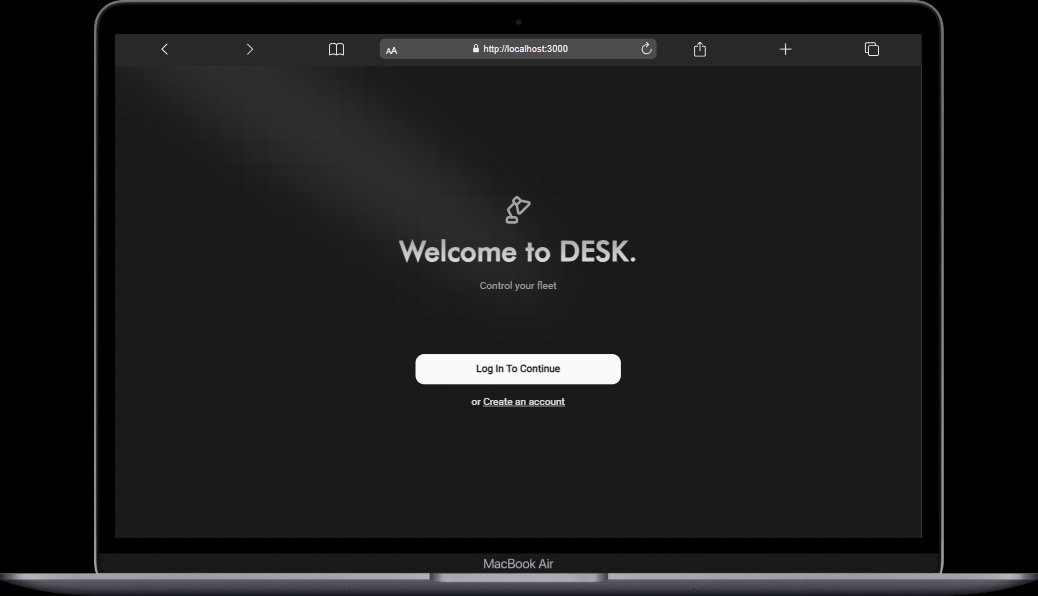 AA http://localhost:3000
Welcome to DESK.
Control your fleet
Log In To Continue
or Create an account
MacBook Air